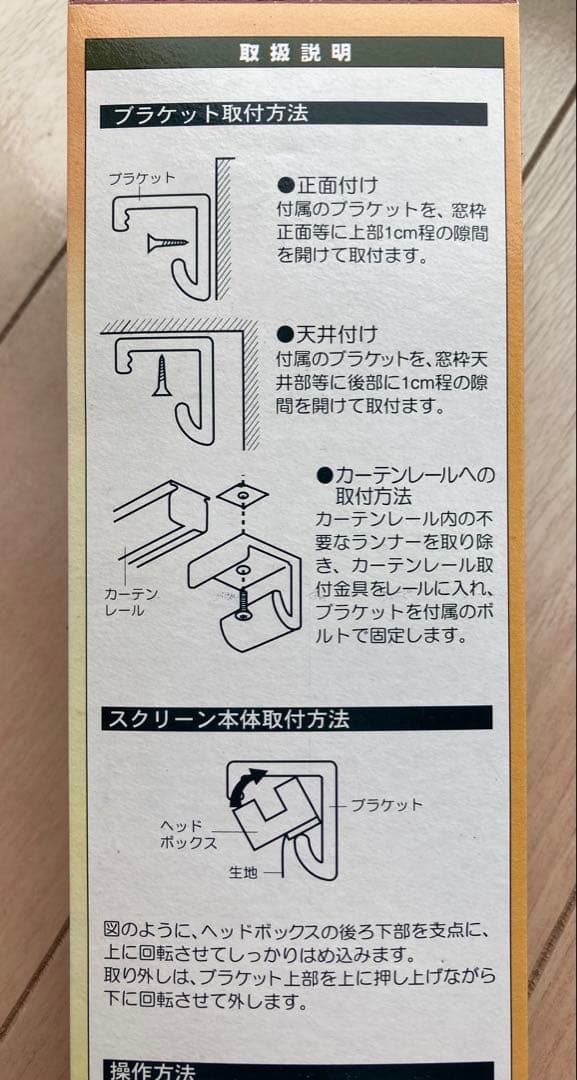 取扱説明
ブラケット取付方法
ブラケット
●正面付け
付属のブラケットを、窓枠
正面等に上部1cm程の隙間
を開けて取付ます。
●天井付け
付属のブラケットを、窓枠天
井部等に後部に1cm程の隙
間を開けて取付ます。
●カーテンレールへの
取付方法
カーテンレール内の不
要なランナーを取り除
き、カーテンレール取
付金具をレールに入れ、
ブラケットを付属のボ
ルトで固定します。
カーテン
レール
スクリーン本体取付方法
ブラケット
ヘッド
ボックス
生地
図のように、ヘッドボックスの後ろ下部を支点に、
上に回転させてしっかりはめ込みます。
取り外しは、ブラケット上部を上に押し上げながら
下に回転させて外します。
操作方法